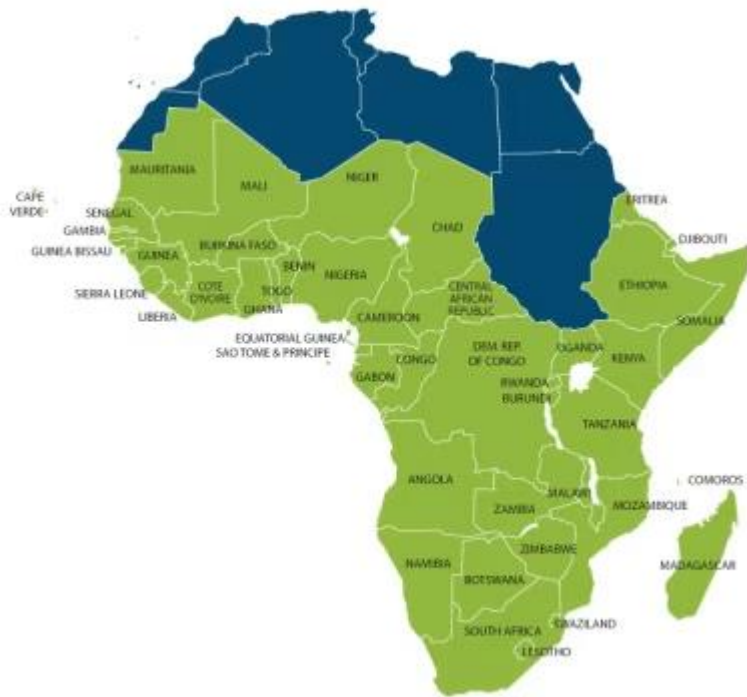 MAURITANIA
MALI
NIGER
CHAD
ERITREA
CAPE
VERDE
SENEGAL
GAMBIA
GUINEA BISSAU
GUINEA
BURKINA FASO
BENIN
NIGERIA
DJIBOUTI
ETHIOPIA
SIERRA LEONE
COTE
D'IVOIRE
TOGO
GHANA
LIBERIA
CENTRAL
AFRICAN
REPUBLIC
CAMEROON
SOMALIA
EQUATORIAL GUINEA
SAO TOME & PRINCIPE
GABON
CONGO
DEM. REP.
OF CONGO
UGANDA
KENYA
RWANDA
BURUNDI
TANZANIA
ANGOLA
ZAMBIA
MALAWI
COMOROS
MOZAMBIQUE
ZIMBABWE
NAMIBIA
BOTSWANA
MADAGASCAR
SOUTH AFRICA
SWAZILAND
LESOTHO